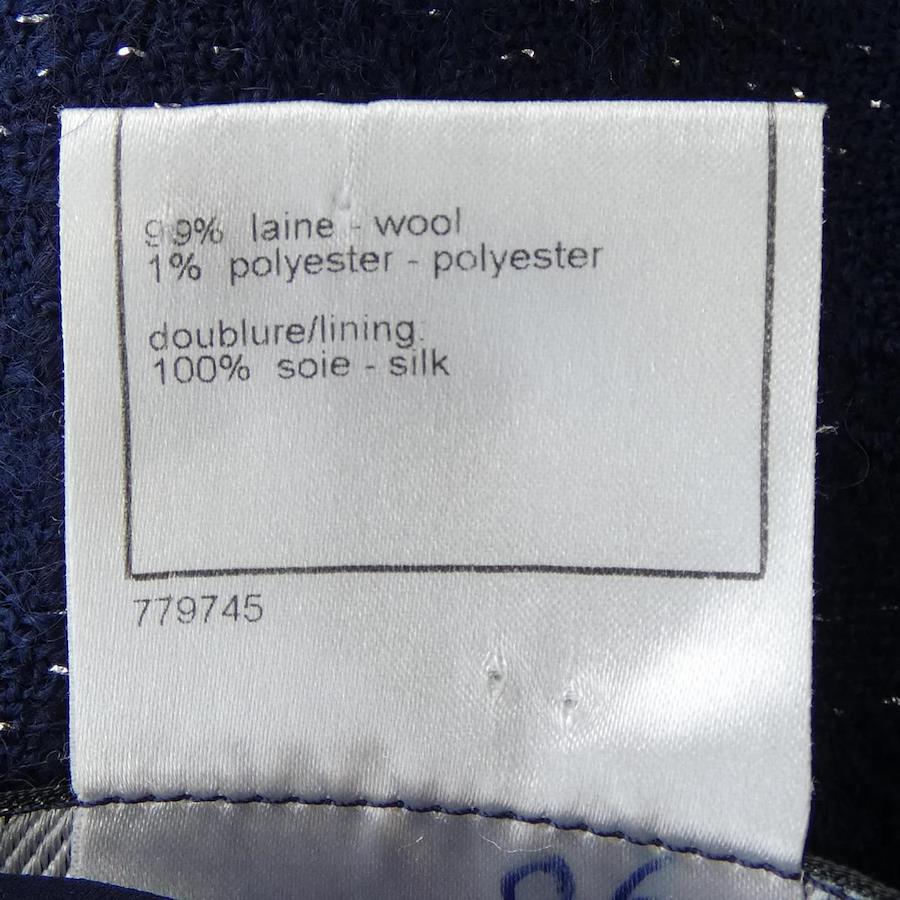 99% laine - wool
1% polyester - polyester
doublure/lining:
100% soie - silk
779745